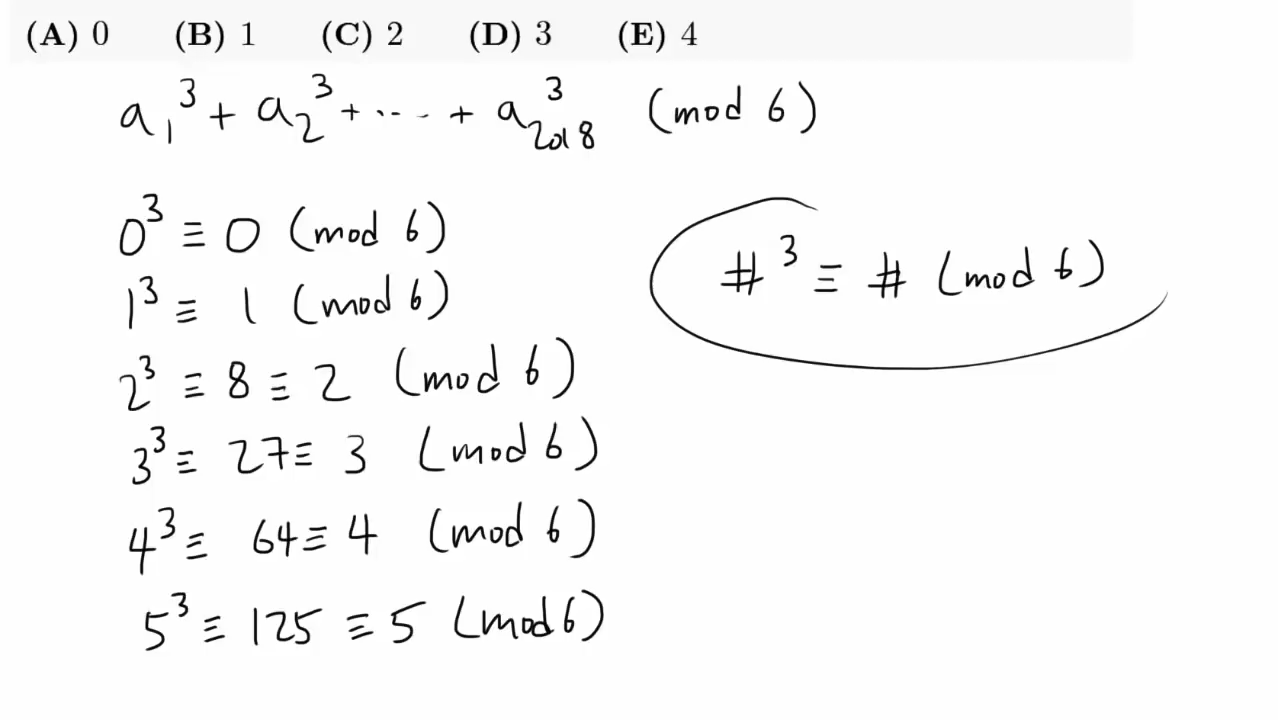 (A) 0 (B) 1 (C) 2 (D) 3 (E) 4
a₁³ + a₂³ + ... + a₂₀₁₈³ (mod 6)
0³ ≡ 0 (mod 6)
1³ ≡ 1 (mod 6)
2³ ≡ 8 ≡ 2 (mod 6)
3³ ≡ 27 ≡ 3 (mod 6)
4³ ≡ 64 ≡ 4 (mod 6)
5³ ≡ 125 ≡ 5 (mod 6)
#³ ≡ # (mod 6)